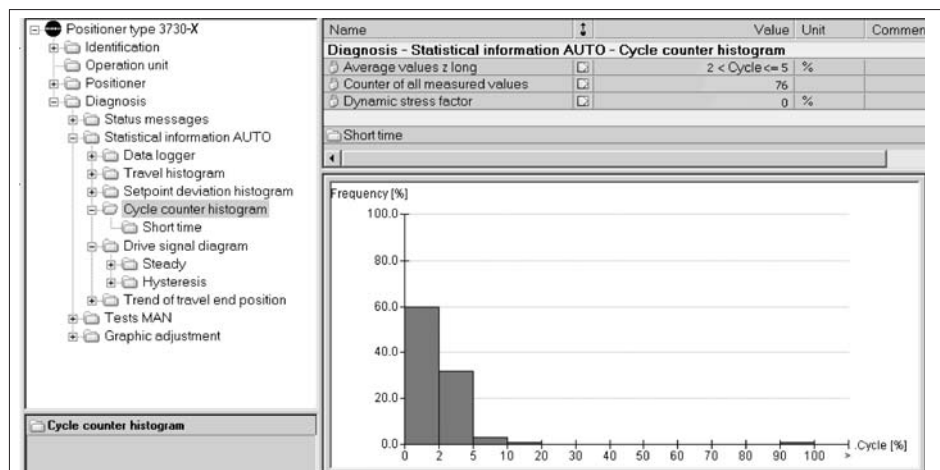 Positioner type 3730-X
Identification
Operation unit
Positioner
Diagnosis
Status messages
Statistical information AUTO
Data logger
Travel histogram
Setpoint deviation histogram
Cycle counter histogram
Short time
Drive signal diagram
Steady
Hysteresis
Trend of travel end position
Tests MAN
Graphic adjustment
Cycle counter histogram
Name Value Unit Commen
Diagnosis - Statistical information AUTO - Cycle counter histogram
Average values z long 2 < Cycle <= 5 %
Counter of all measured values 76
Dynamic stress factor 0 %
Short time
Frequency [%]
100.0
80.0
60.0
40.0
20.0
0.0
0 2 5 10 20 30 40 50 60 70 80 90 100 >
Cycle [%]